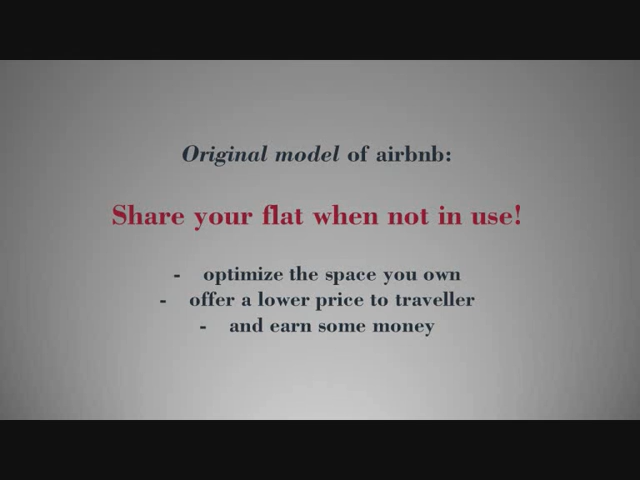 Original model of airbnb:
Share your flat when not in use!
- optimize the space you own
- offer a lower price to traveller
- and earn some money